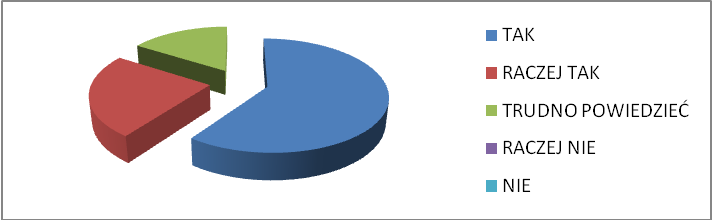 TAK
RACZEJ TAK
TRUDNO POWIEDZIEĆ
RACZEJ NIE
NIE